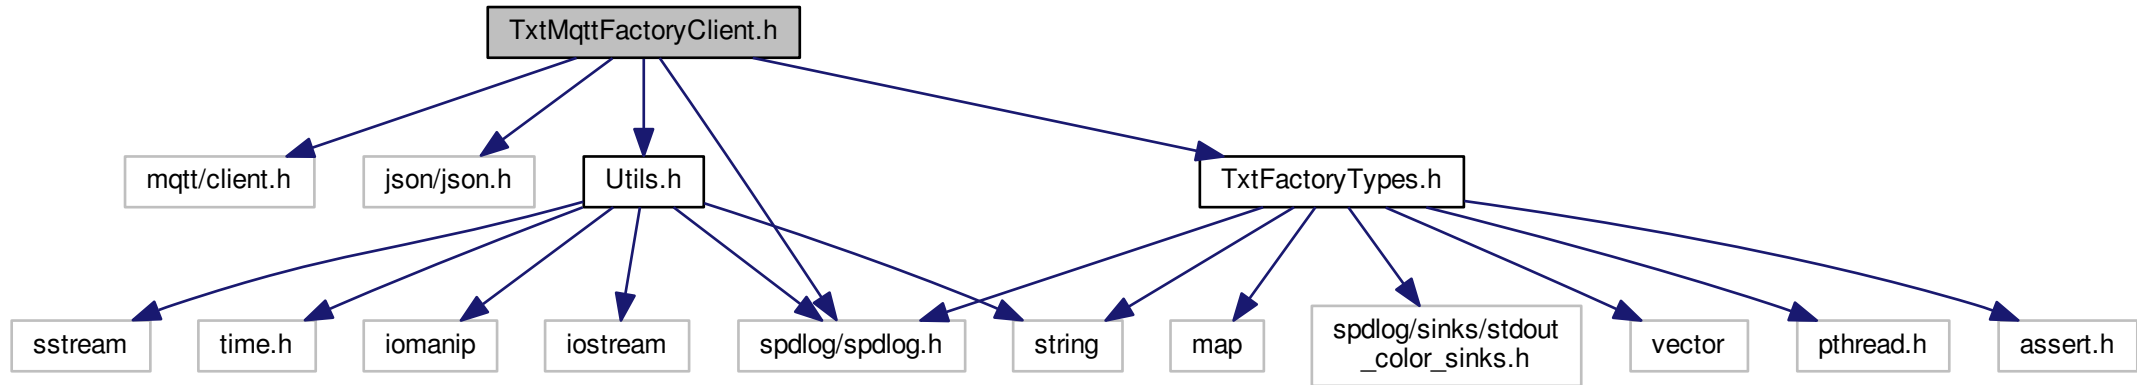 TxtMqttFactoryClient.h
mqtt/client.h
json/json.h
Utils.h
TxtFactoryTypes.h
sstream
time.h
iomanip
iostream
spdlog/spdlog.h
string
map
spdlog/sinks/stdout
_color_sinks.h
vector
pthread.h
assert.h